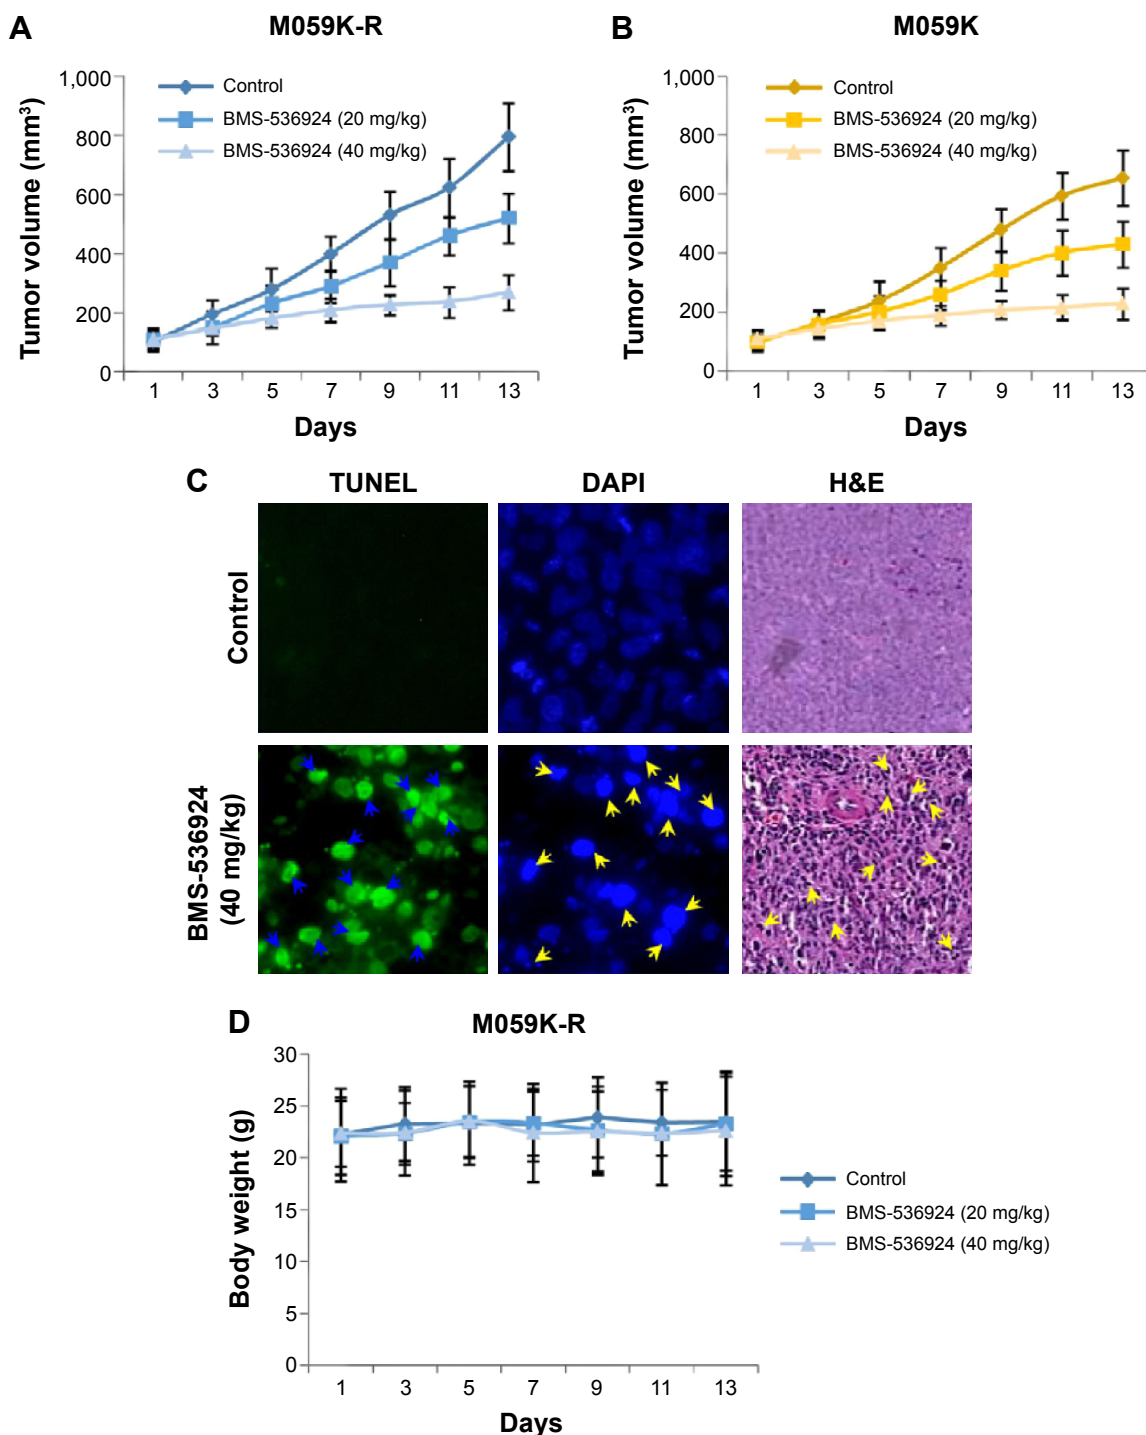 A
M059K-R
Tumor volume (mm³)
1,000
800
600
400
200
0
Control
BMS-536924 (20 mg/kg)
BMS-536924 (40 mg/kg)
1 3 5 7 9 11 13
Days
B
M059K
Tumor volume (mm³)
1,000
800
600
400
200
0
Control
BMS-536924 (20 mg/kg)
BMS-536924 (40 mg/kg)
1 3 5 7 9 11 13
Days
C
TUNEL DAPI H&E
Control
BMS-536924
(40 mg/kg)
D
M059K-R
Body weight (g)
30
25
20
15
10
5
0
1 3 5 7 9 11 13
Days
Control
BMS-536924 (20 mg/kg)
BMS-536924 (40 mg/kg)